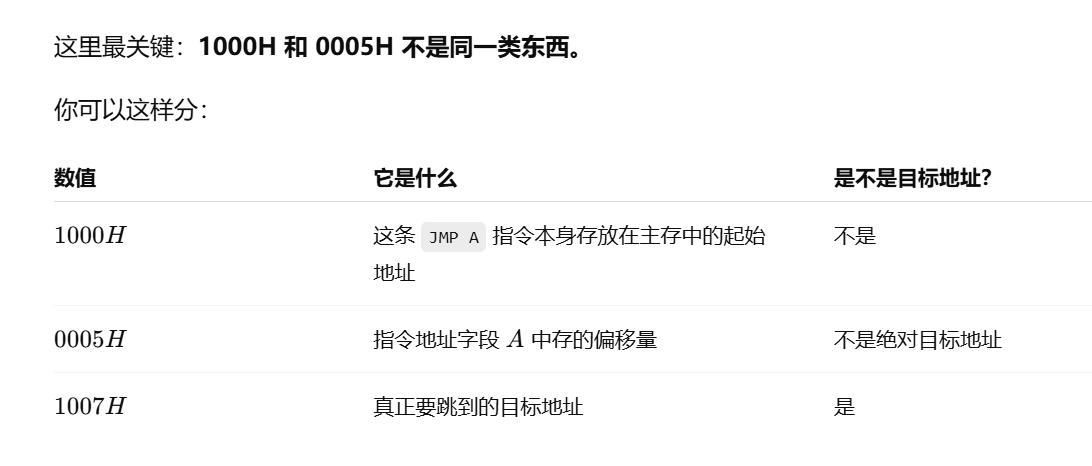 这里最关键：1000H 和 0005H 不是同一类东西。
你可以这样分：
数值 它是什么 是不是目标地址？
1000H 这条 JMP A 指令本身存放在主存中的起始 不是
地址
0005H 指令地址字段 A 中存的偏移量 不是绝对目标地址
1007H 真正要跳到的目标地址 是